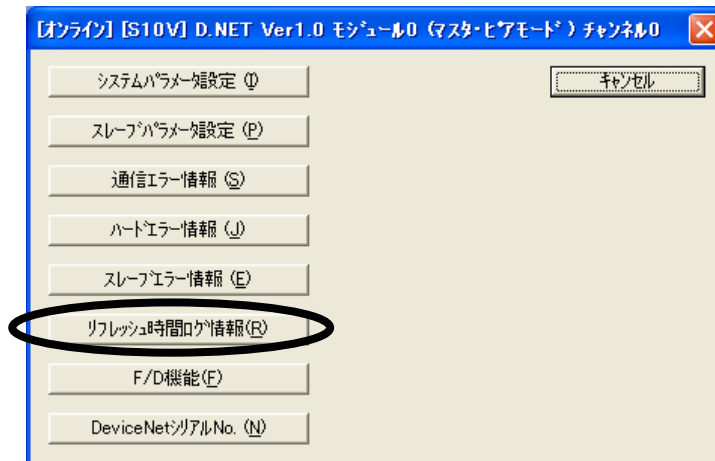 [オンライン] [S10V] D.NET Ver1.0 ﾓｼﾞｭｰﾙ0 (ﾏｽﾀ･ﾋﾟｱﾓｰﾄﾞ) ﾁｬﾝﾈﾙ0
ｼｽﾃﾑﾊﾟﾗﾒｰﾀ設定 (I)
ｷｬﾝｾﾙ
ｽﾚｰﾌﾞﾊﾟﾗﾒｰﾀ設定 (P)
通信ｴﾗｰ情報 (S)
ﾊｰﾄﾞｴﾗｰ情報 (J)
ｽﾚｰﾌﾞｴﾗｰ情報 (E)
ﾘﾌﾚｯｼｭ時間ﾛｸﾞ情報(R)
F/D機能(F)
DeviceNetｼﾘｱﾙNo. (N)